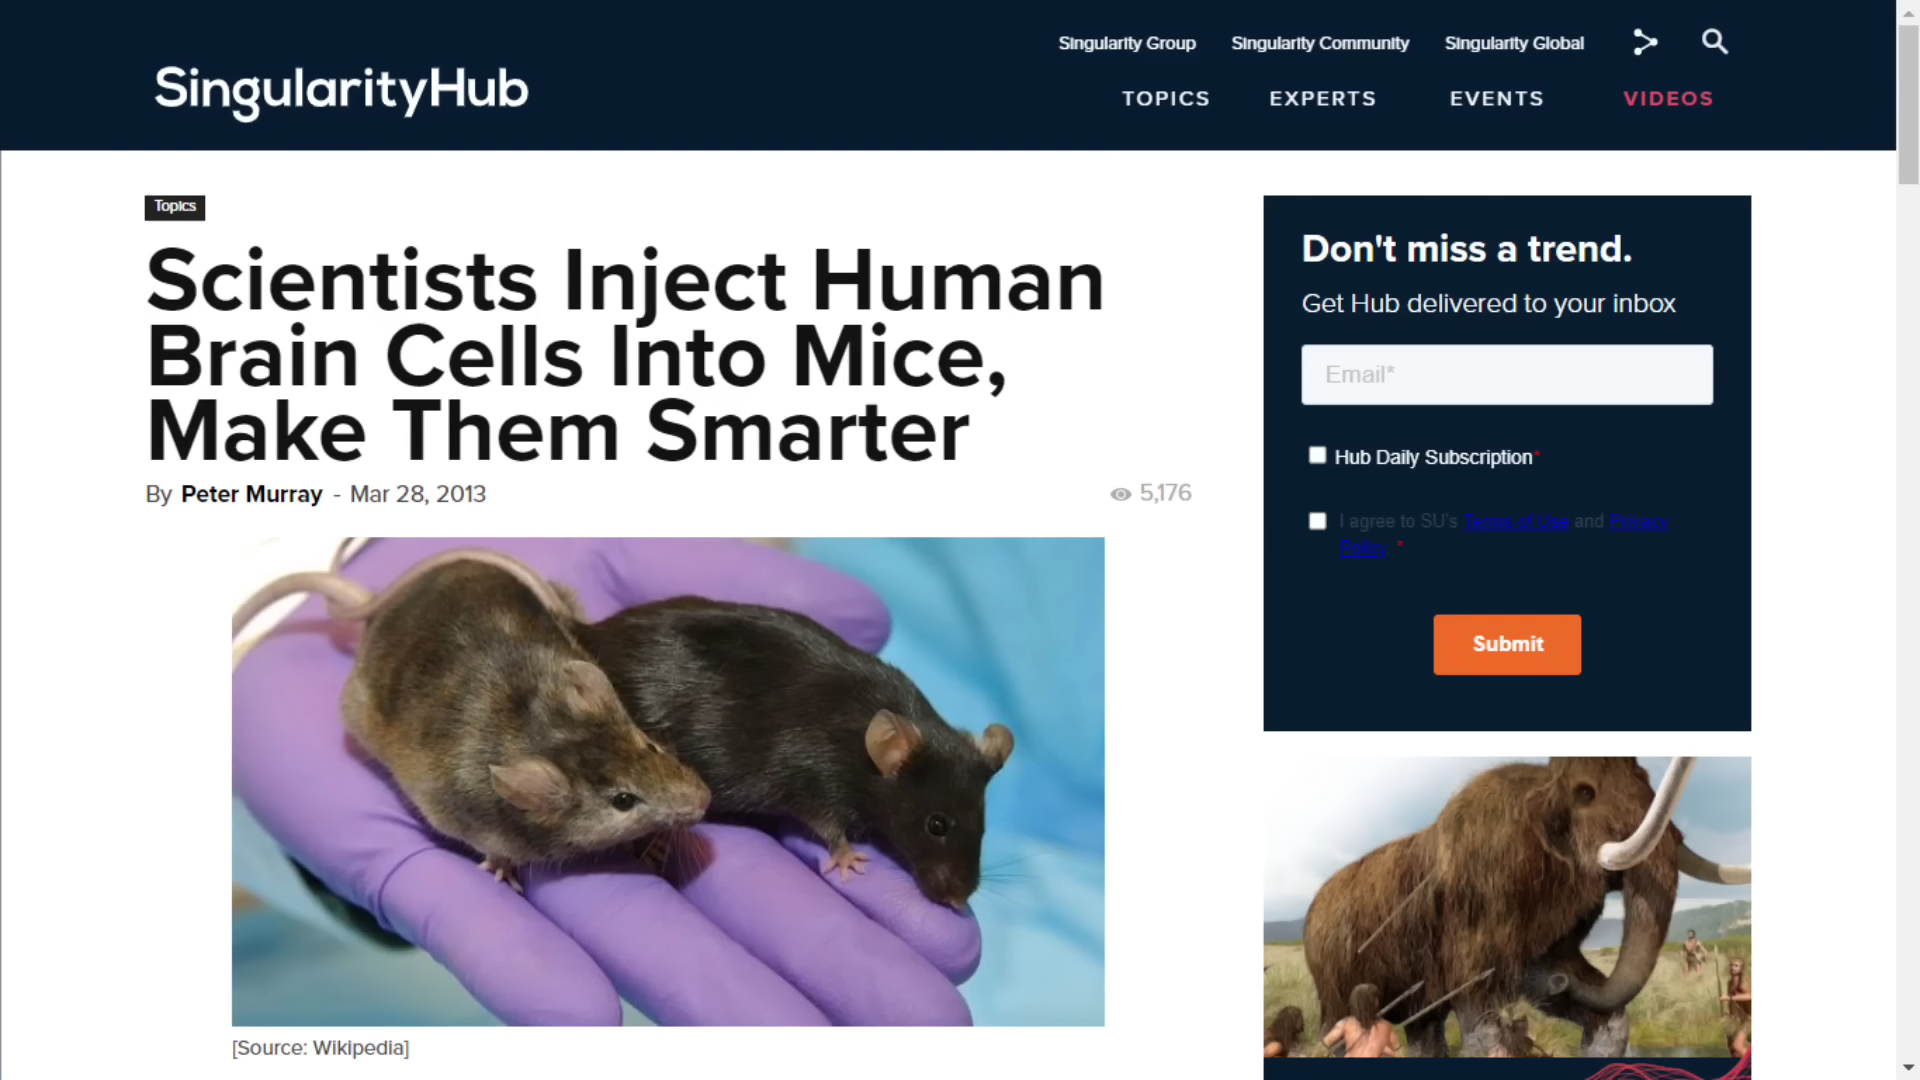 Singularity Group Singularity Community Singularity Global
SingularityHub
TOPICS EXPERTS EVENTS VIDEOS
Topics
Scientists Inject Human
Brain Cells Into Mice,
Make Them Smarter
By Peter Murray - Mar 28, 2013
5,176
[Source: Wikipedia]
Don't miss a trend.
Get Hub delivered to your inbox
Email*
Hub Daily Subscription*
I agree to SU's Terms of Use and Privacy
Policy. *
Submit